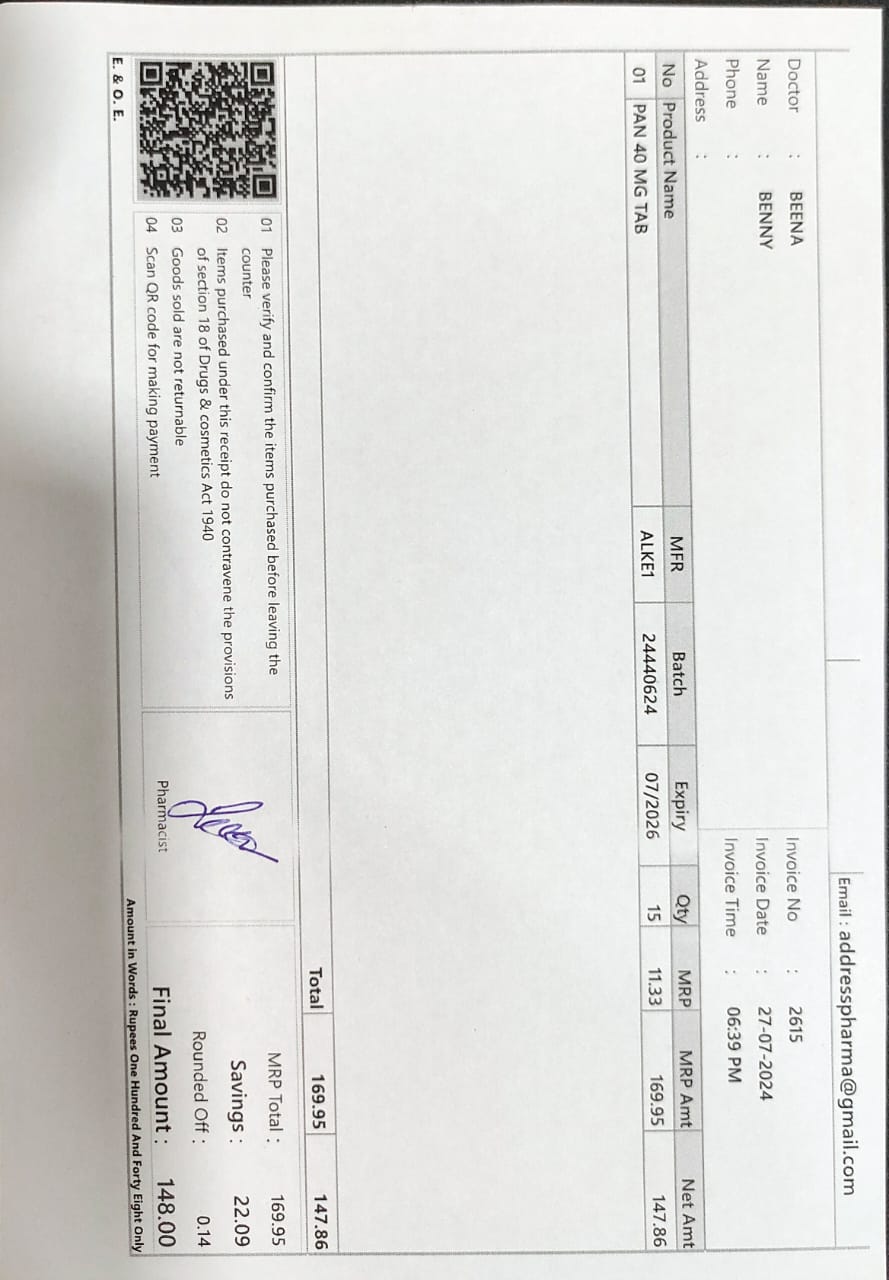 Email : addresspharma@gmail.com
Doctor : BEENA
Name : BENNY
Phone :
Address :
Invoice No : 2615
Invoice Date : 27-07-2024
Invoice Time : 06:39 PM
No Product Name MFR Batch Expiry Qty MRP MRP Amt Net Amt
01 PAN 40 MG TAB ALKE1 24440624 07/2026 15 11.33 169.95 147.86
Total 169.95 147.86
01 Please verify and confirm the items purchased before leaving the
counter
02 Items purchased under this receipt do not contravene the provisions
of section 18 of Drugs & cosmetics Act 1940
03 Goods sold are not returnable
04 Scan QR code for making payment
Pharmacist
MRP Total : 169.95
Savings : 22.09
Rounded Off : 0.14
Final Amount : 148.00
Amount in Words : Rupees One Hundred And Forty Eight Only
E. & O. E.